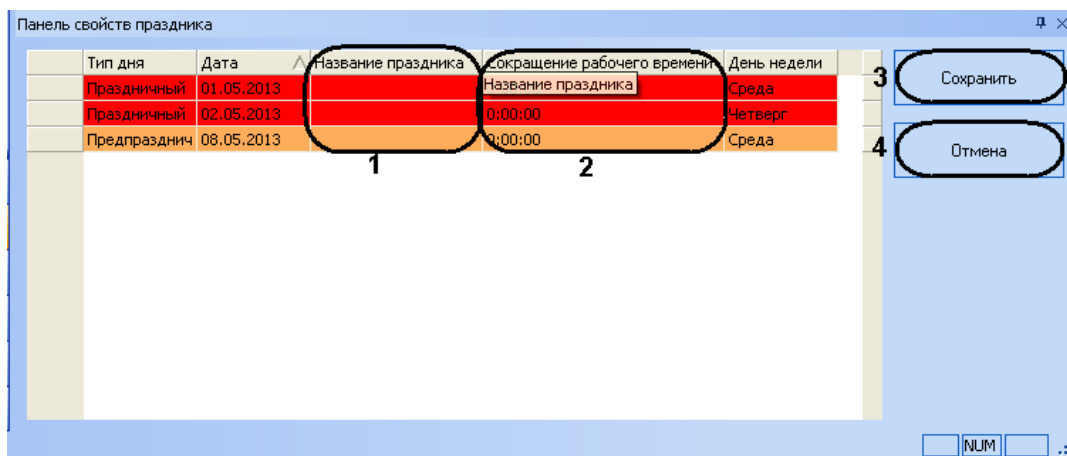 Панель свойств праздника
Тип дня Дата Название праздника Сокращение рабочего времени День недели
Праздничный 01.05.2013 Название праздника Среда
Праздничный 02.05.2013 0:00:00 Четверг
Предпразднич 08.05.2013 0:00:00 Среда
1 2
3 Сохранить
4 Отмена
NUM